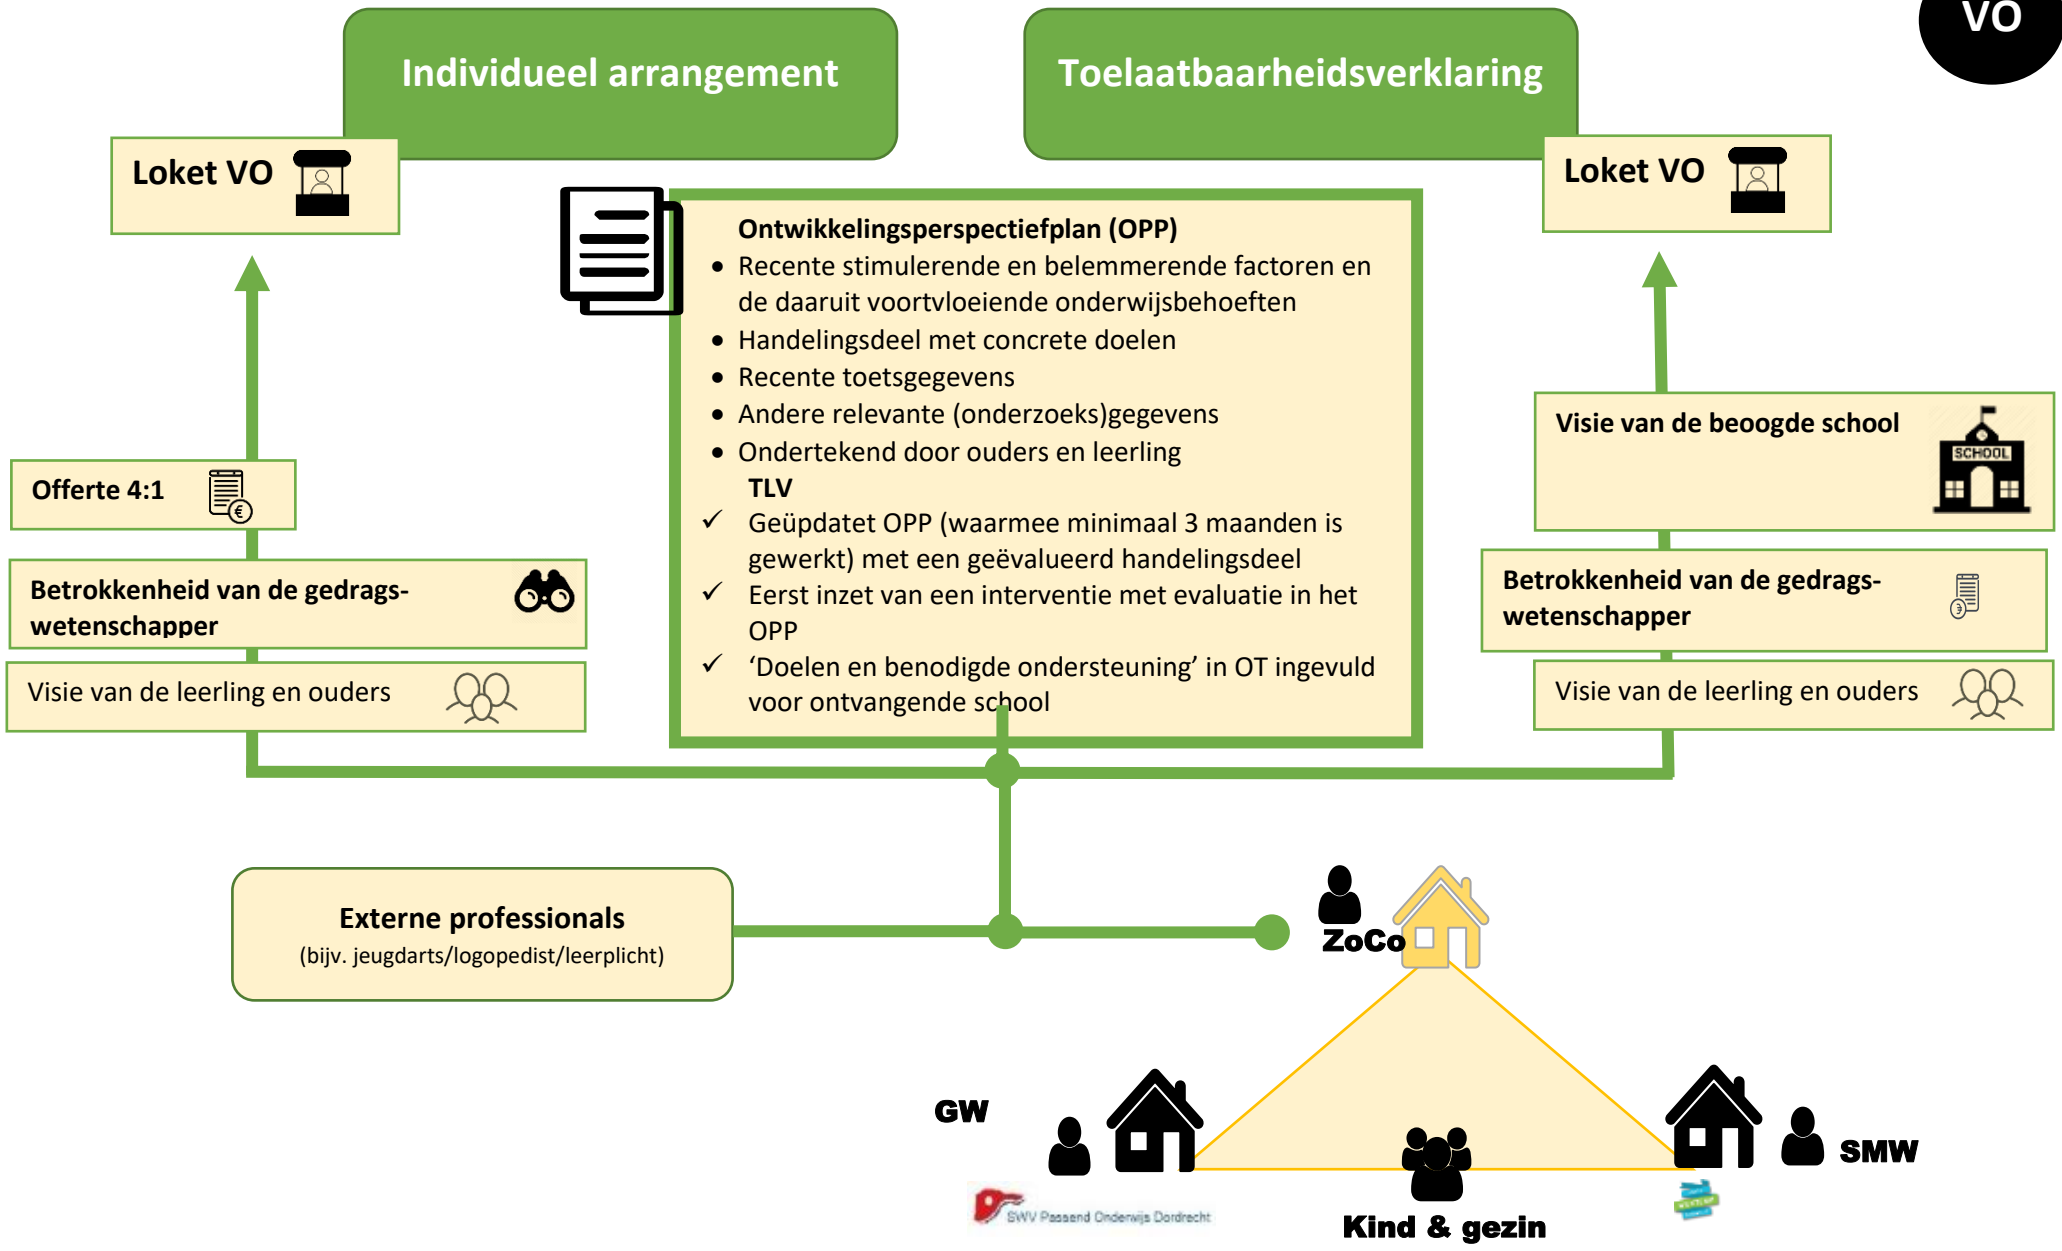 VO
Individueel arrangement
Toelaatbaarheidsverklaring
Loket VO
Loket VO
Ontwikkelingsperspectiefplan (OPP)
• Recente stimulerende en belemmerende factoren en
de daaruit voortvloeiende onderwijsbehoeften
• Handelingsdeel met concrete doelen
• Recente toetsgegevens
• Andere relevante (onderzoeks)gegevens
• Ondertekend door ouders en leerling
TLV
✓ Geüpdatet OPP (waarmee minimaal 3 maanden is
gewerkt) met een geëvalueerd handelingsdeel
✓ Eerst inzet van een interventie met evaluatie in het
OPP
✓ ‘Doelen en benodigde ondersteuning’ in OT ingevuld
voor ontvangende school
Offerte 4:1
€
Betrokkenheid van de gedrags-
wetenschapper
Visie van de leerling en ouders
Visie van de beoogde school
SCHOOL
Betrokkenheid van de gedrags-
wetenschapper
Visie van de leerling en ouders
Externe professionals
(bijv. jeugdarts/logopedist/leerplicht)
ZoCo
GW
SMW
SWV Passend Onderwijs Dordrecht
Kind & gezin